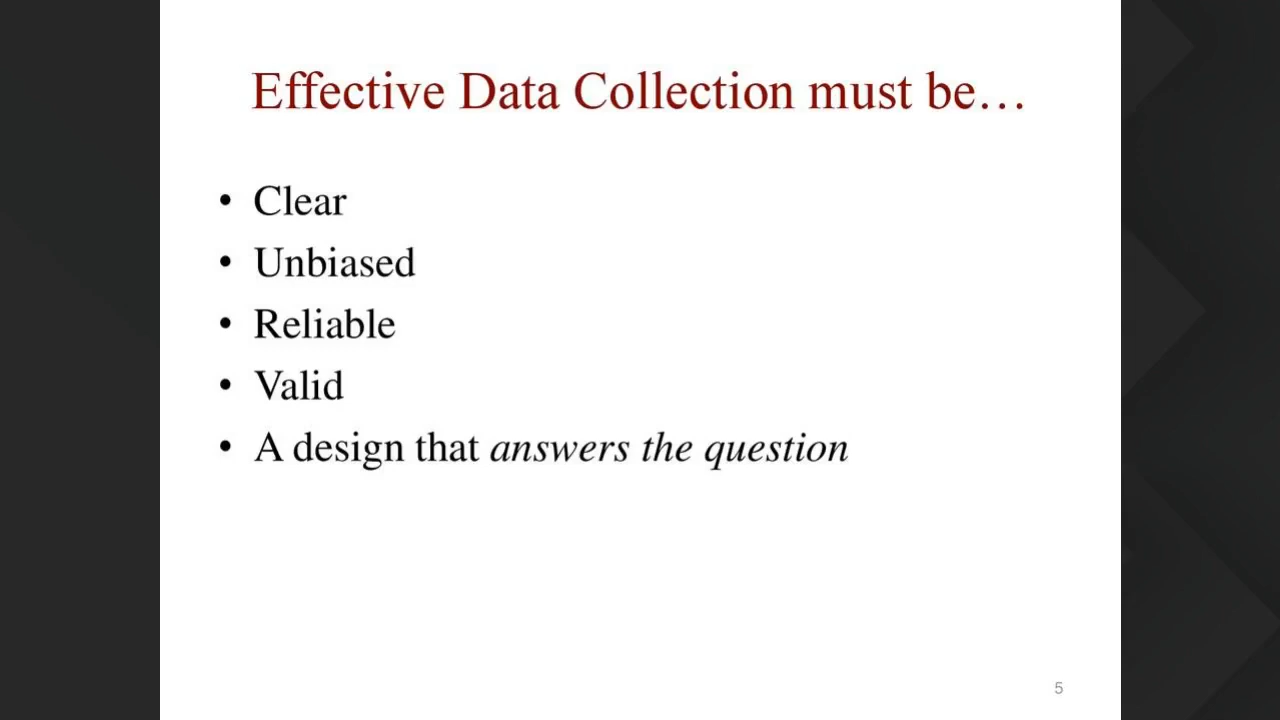 Effective Data Collection must be…
• Clear
• Unbiased
• Reliable
• Valid
• A design that answers the question
5